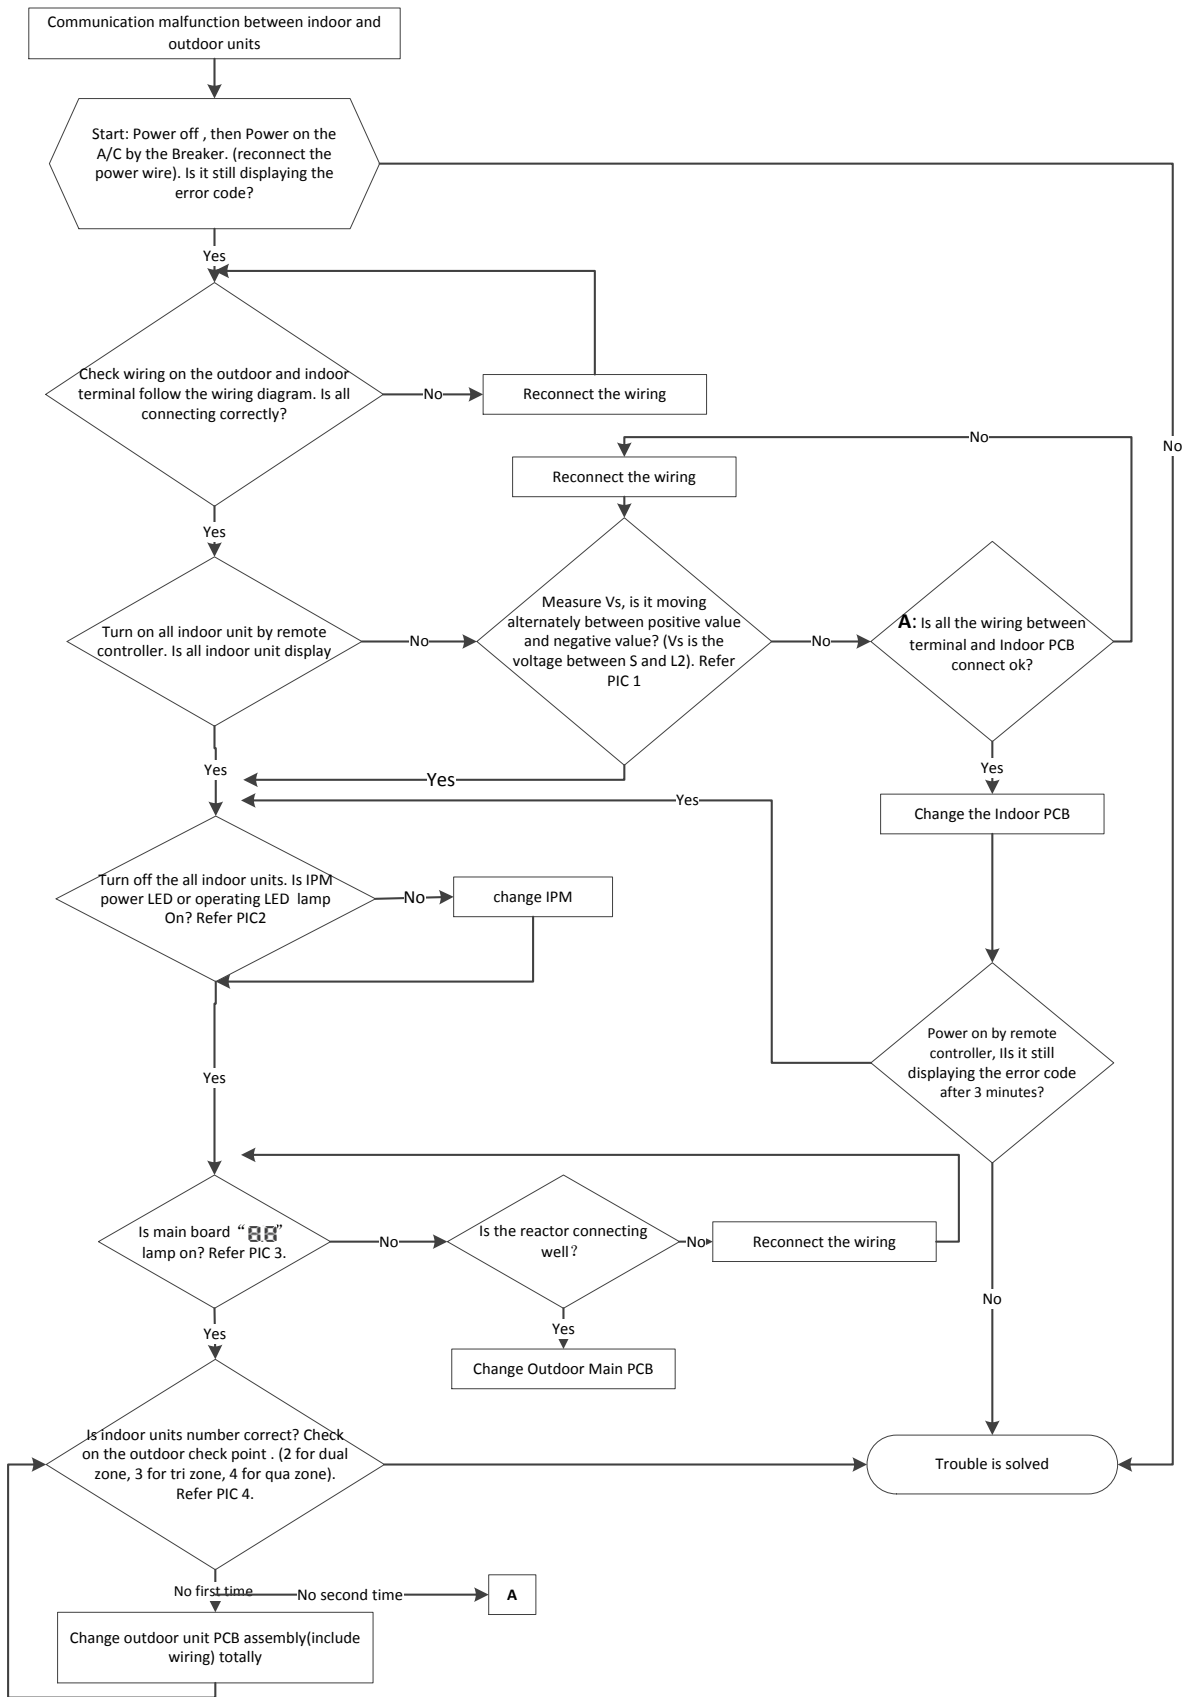 Communication malfunction between indoor and
outdoor units
Start: Power off , then Power on the
A/C by the Breaker. (reconnect the
power wire). Is it still displaying the
error code?
Yes
No
Check wiring on the outdoor and indoor
terminal follow the wiring diagram. Is all
connecting correctly?
No
Reconnect the wiring
Yes
No
Reconnect the wiring
Turn on all indoor unit by remote
controller. Is all indoor unit display
No
Measure Vs, is it moving
alternately between positive value
and negative value? (Vs is the
voltage between S and L2). Refer
PIC 1
No
A: Is all the wiring between
terminal and Indoor PCB
connect ok?
Yes
Yes
Yes
Yes
Change the Indoor PCB
Turn off the all indoor units. Is IPM
power LED or operating LED lamp
On? Refer PIC2
No
change IPM
Power on by remote
controller, IIs it still
displaying the error code
after 3 minutes?
Yes
No
Is main board “8.8”
lamp on? Refer PIC 3.
No
Is the reactor connecting
well？
No
Reconnect the wiring
Yes
Yes
Change Outdoor Main PCB
Is indoor units number correct? Check
on the outdoor check point . (2 for dual
zone, 3 for tri zone, 4 for qua zone).
Refer PIC 4.
Trouble is solved
No first time
No second time
A
Change outdoor unit PCB assembly(include
wiring) totally